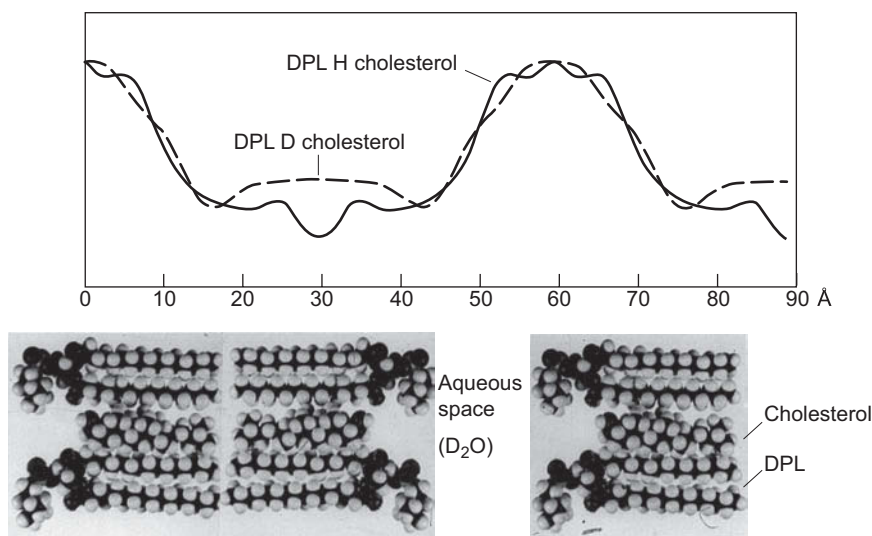 DPL H cholesterol
DPL D cholesterol
0 10 20 30 40 50 60 70 80 90 Å
Aqueous
space
(D₂O)
Cholesterol
DPL